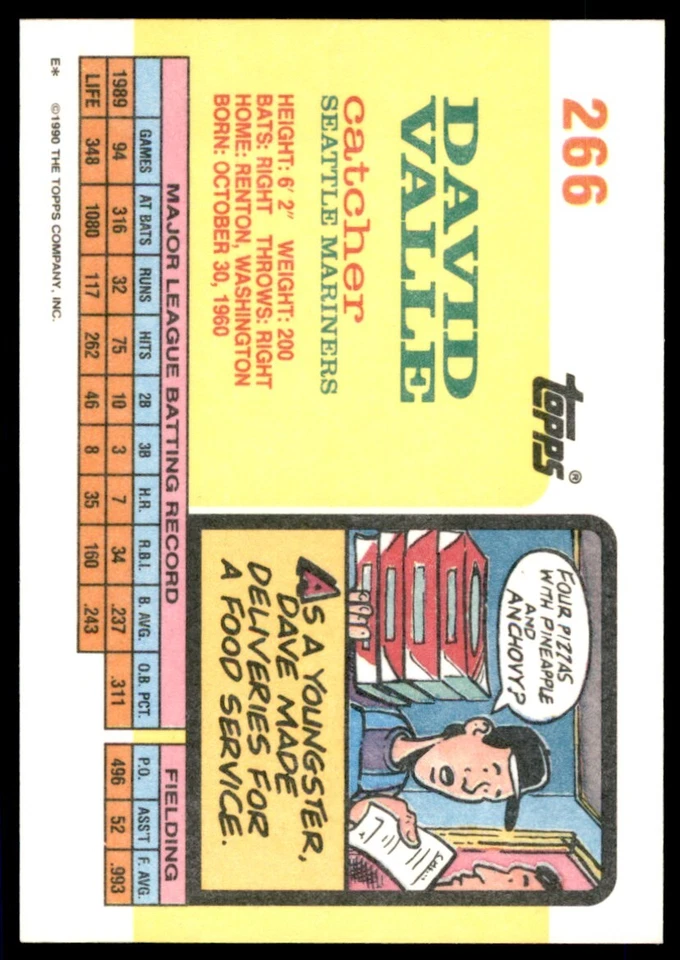 266
topps®
DAVID
VALLE
catcher
SEATTLE MARINERS
HEIGHT: 6' 2" WEIGHT: 200
BATS: RIGHT THROWS: RIGHT
HOME: RENTON, WASHINGTON
BORN: OCTOBER 30, 1960
FOUR PIZZAS
WITH PINEAPPLE
AND
ANCHOVY?
AS A YOUNGSTER,
DAVE MADE
DELIVERIES FOR
A FOOD SERVICE.
MAJOR LEAGUE BATTING RECORD FIELDING
GAMES AT BATS RUNS HITS 2B 3B H.R. R.B.I. B. AVG. O.B. PCT. P.O. ASS'T F. AVG.
1989 94 316 32 75 10 3 7 34 .237 .311 496 52 .993
LIFE 348 1080 117 262 46 8 35 160 .243
E* ©1990 THE TOPPS COMPANY, INC.